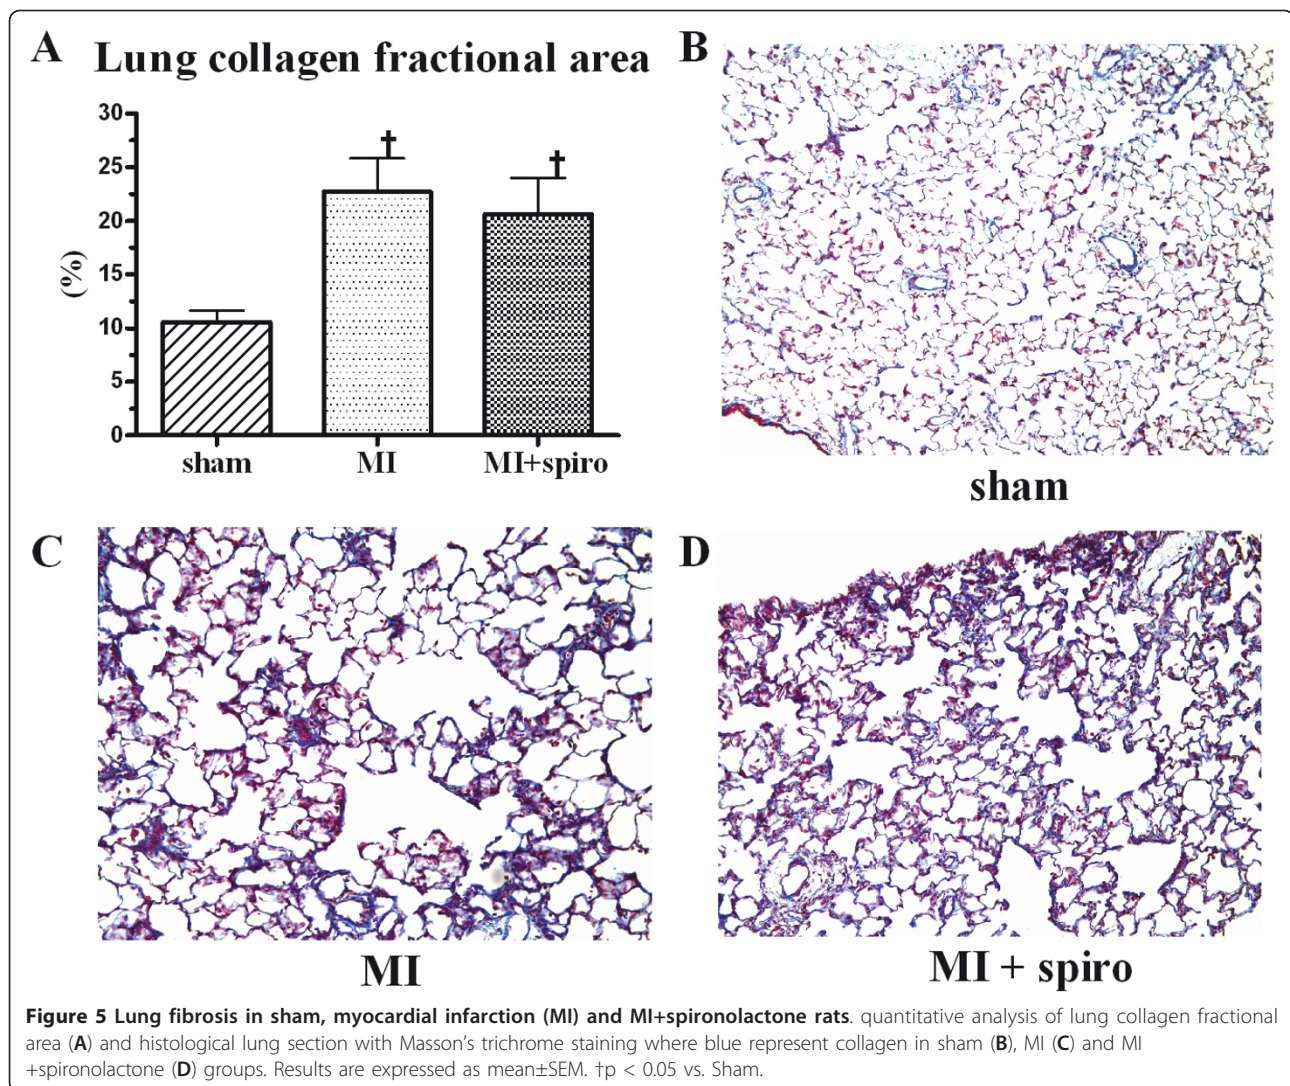 A Lung collagen fractional area
30
25
20
15
10
5
0
(%)
†
†
sham MI MI+spiro
B
sham
C
MI
D
MI + spiro
Figure 5 Lung fibrosis in sham, myocardial infarction (MI) and MI+spironolactone rats. quantitative analysis of lung collagen fractional
area (A) and histological lung section with Masson's trichrome staining where blue represent collagen in sham (B), MI (C) and MI
+spironolactone (D) groups. Results are expressed as mean±SEM. †p < 0.05 vs. Sham.